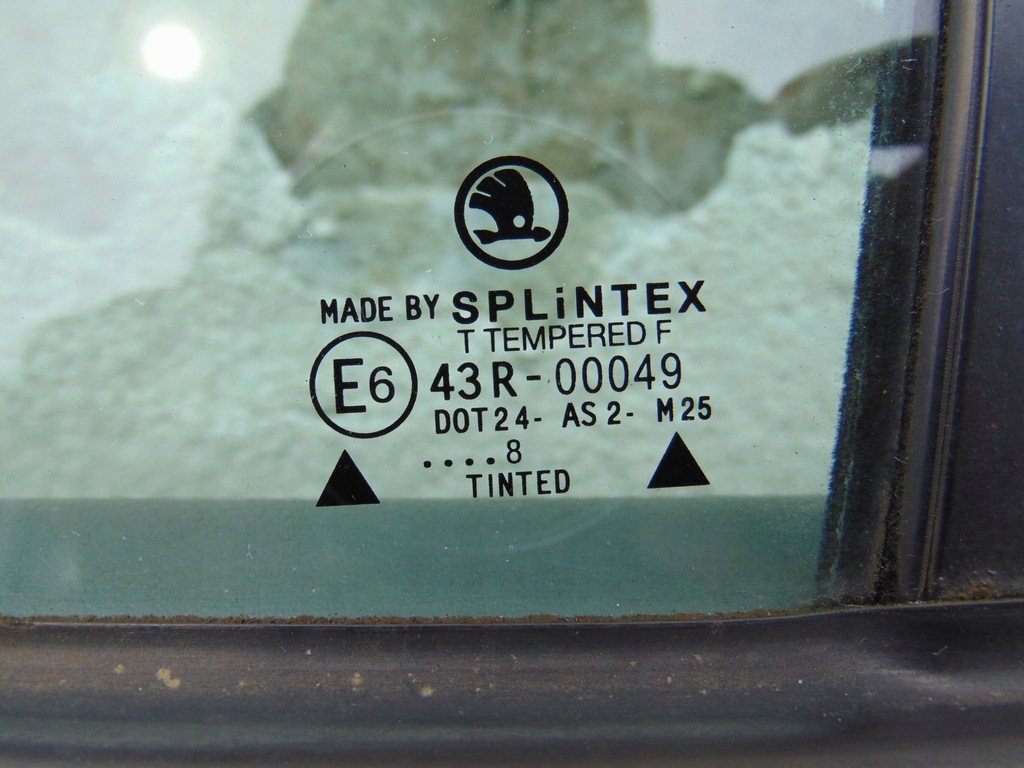 MADE BY SPLiNTEX
T TEMPERED F
E6 43R-00049
DOT24- AS2- M25
....8
TINTED